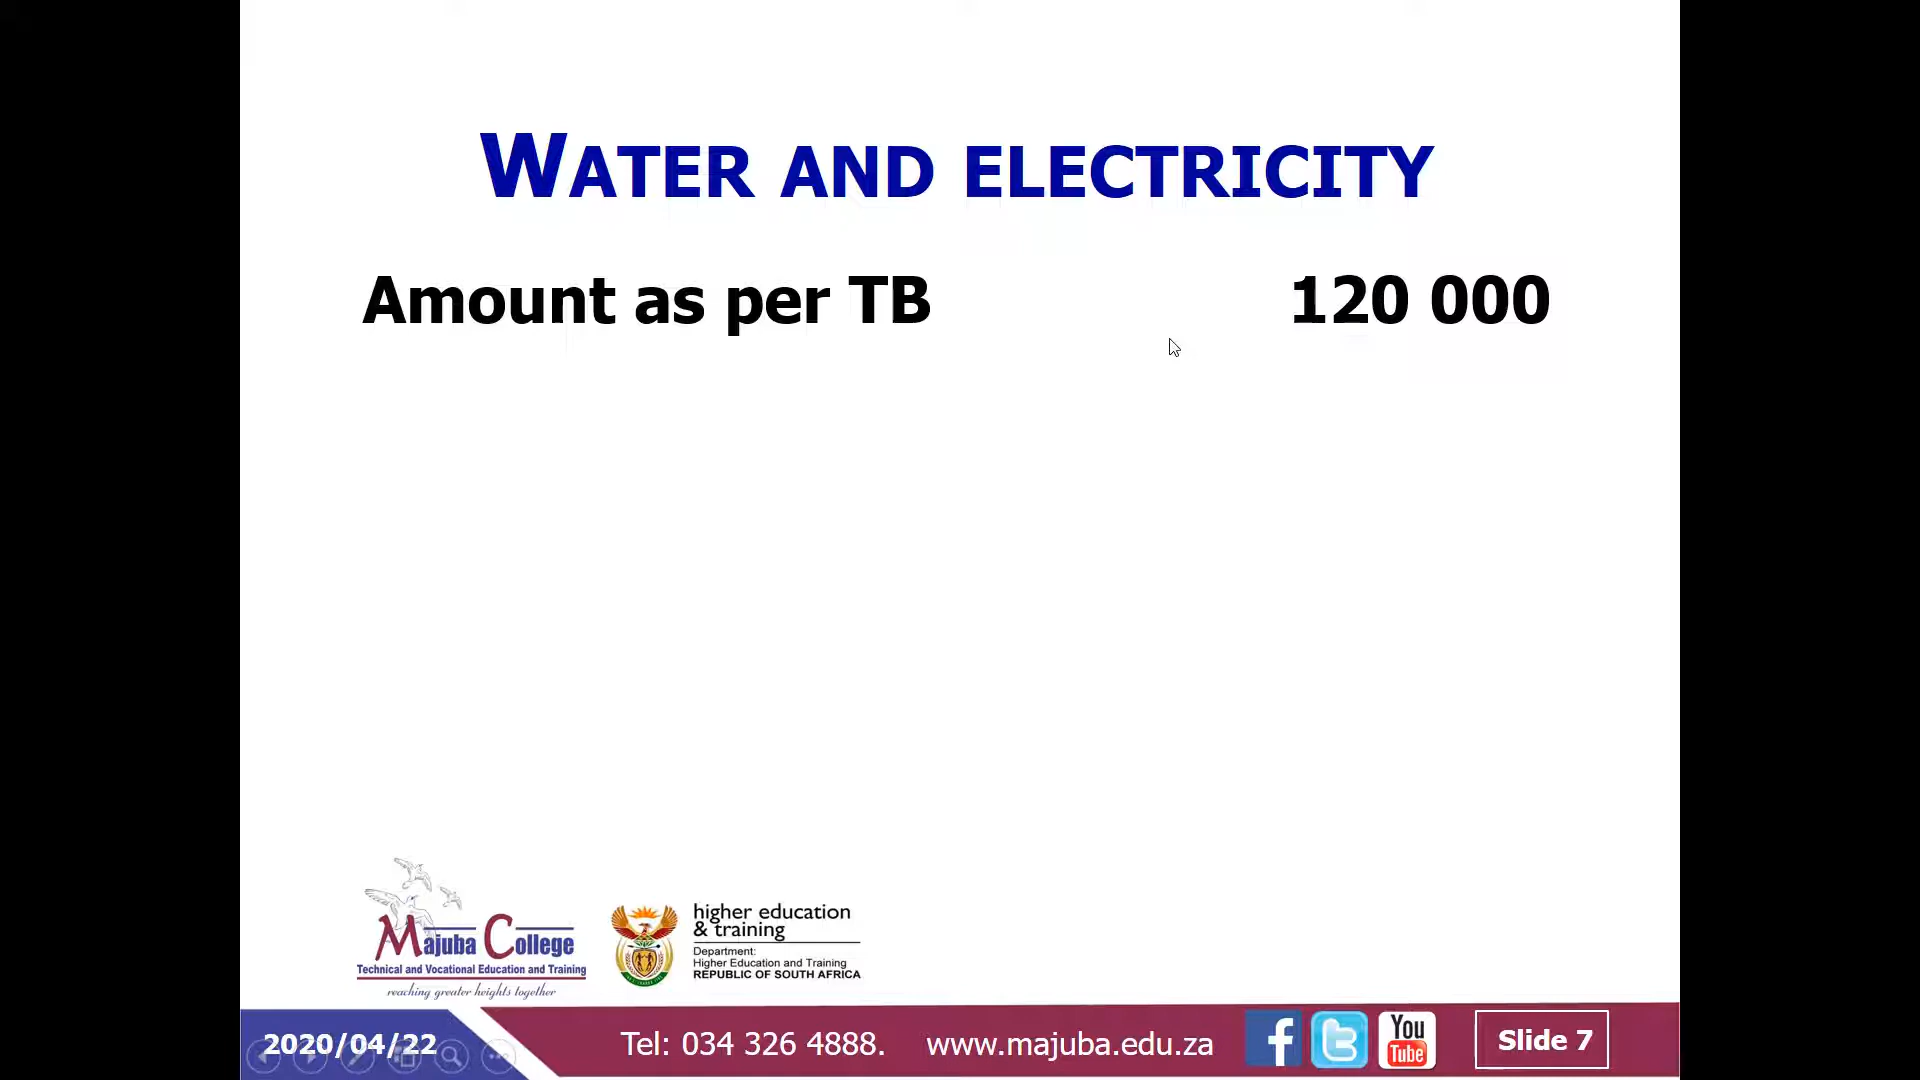 WATER AND ELECTRICITY
Amount as per TB 120 000
Majuba College
Technical and Vocational Education and Training
reaching greater heights together
higher education
& training
Department:
Higher Education and Training
REPUBLIC OF SOUTH AFRICA
2020/04/22
Tel: 034 326 4888. www.majuba.edu.za
f
t
You
Tube
Slide 7